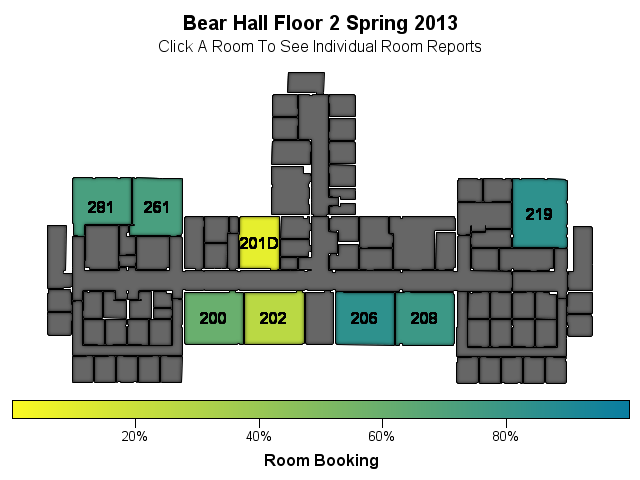 Bear Hall Floor 2 Spring 2013
Click A Room To See Individual Room Reports
281
261
219
201D
200
202
206
208
20%
40%
60%
80%
Room Booking